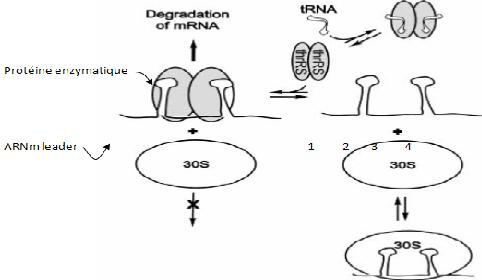 Degradation
of mRNA
tRNA
thrRS
thrRS
Protéine enzymatique
+
+
ARNm leader
1 2 3 4
30S
30S
30S